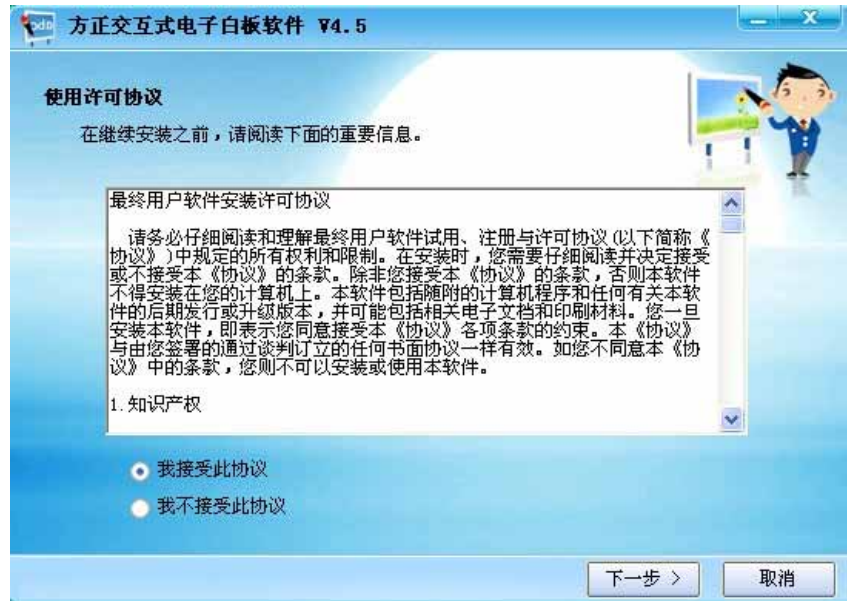 方正交互式电子白板软件 V4.5
使用许可协议
在继续安装之前，请阅读下面的重要信息。
最终用户软件安装许可协议
请务必仔细阅读和理解最终用户软件试用、注册与许可协议(以下简称《
协议》)中规定的所有权利和限制。在安装时，您需要仔细阅读并决定接受
或不接受本《协议》的条款。除非您接受本《协议》的条款，否则本软件
不得安装在您的计算机上。本软件包括随附的计算机程序和任何有关本软
件的后期发行或升级版本，并可能包括相关电子文档和印刷材料。您一旦
安装本软件，即表示您同意接受本《协议》各项条款的约束。本《协议》
与由您签署的通过谈判订立的任何书面协议一样有效。如您不同意本《协
议》中的条款，您则不可以安装或使用本软件。
1.知识产权
我接受此协议
我不接受此协议
下一步 >
取消